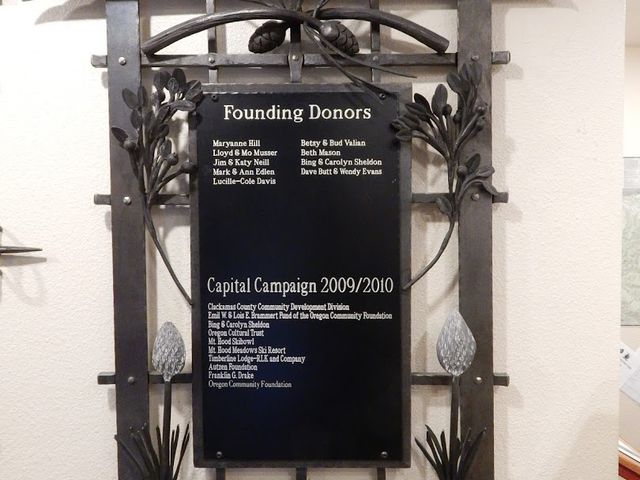 Founding Donors
Maryanne Hill
Lloyd & Mo Musser
Jim & Katy Neill
Mark & Ann Edlen
Lucille-Cole Davis
Betsy & Bud Valian
Beth Mason
Bing & Carolyn Sheldon
Dave Butt & Wendy Evans
Capital Campaign 2009/2010
Clackamas County Community Development Division
Emil W. & Lois E. Brammert Fund of the Oregon Community Foundation
Bing & Carolyn Sheldon
Oregon Cultural Trust
Mt. Hood Skibowl
Mt. Hood Meadows Ski Resort
Timberline Lodge-RLK and Company
Autzen Foundation
Franklin G. Drake
Oregon Community Foundation